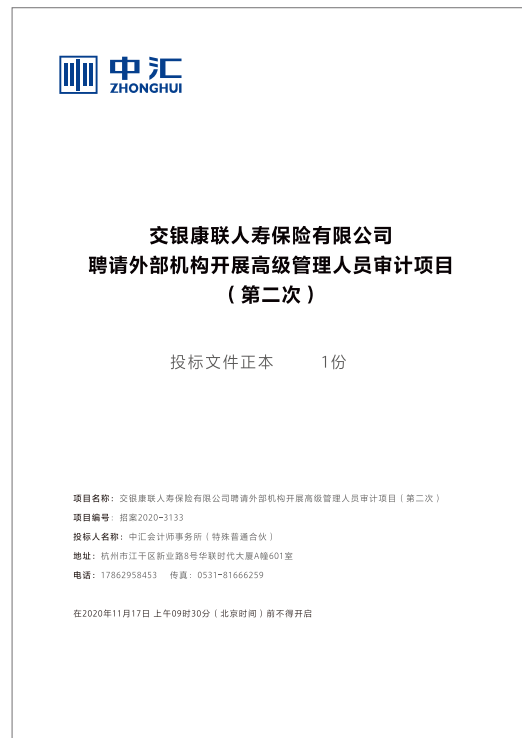 中汇
ZHONGHUI
交银康联人寿保险有限公司
聘请外部机构开展高级管理人员审计项目
（第二次）
投标文件正本 1份
项目名称：交银康联人寿保险有限公司聘请外部机构开展高级管理人员审计项目（第二次）
项目编号：招案2020-3133
投标人名称：中汇会计师事务所（特殊普通合伙）
地址：杭州市江干区新业路8号华联时代大厦A幢601室
电话：17862958453 传真：0531-81666259
在2020年11月17日 上午09时30分（北京时间）前不得开启